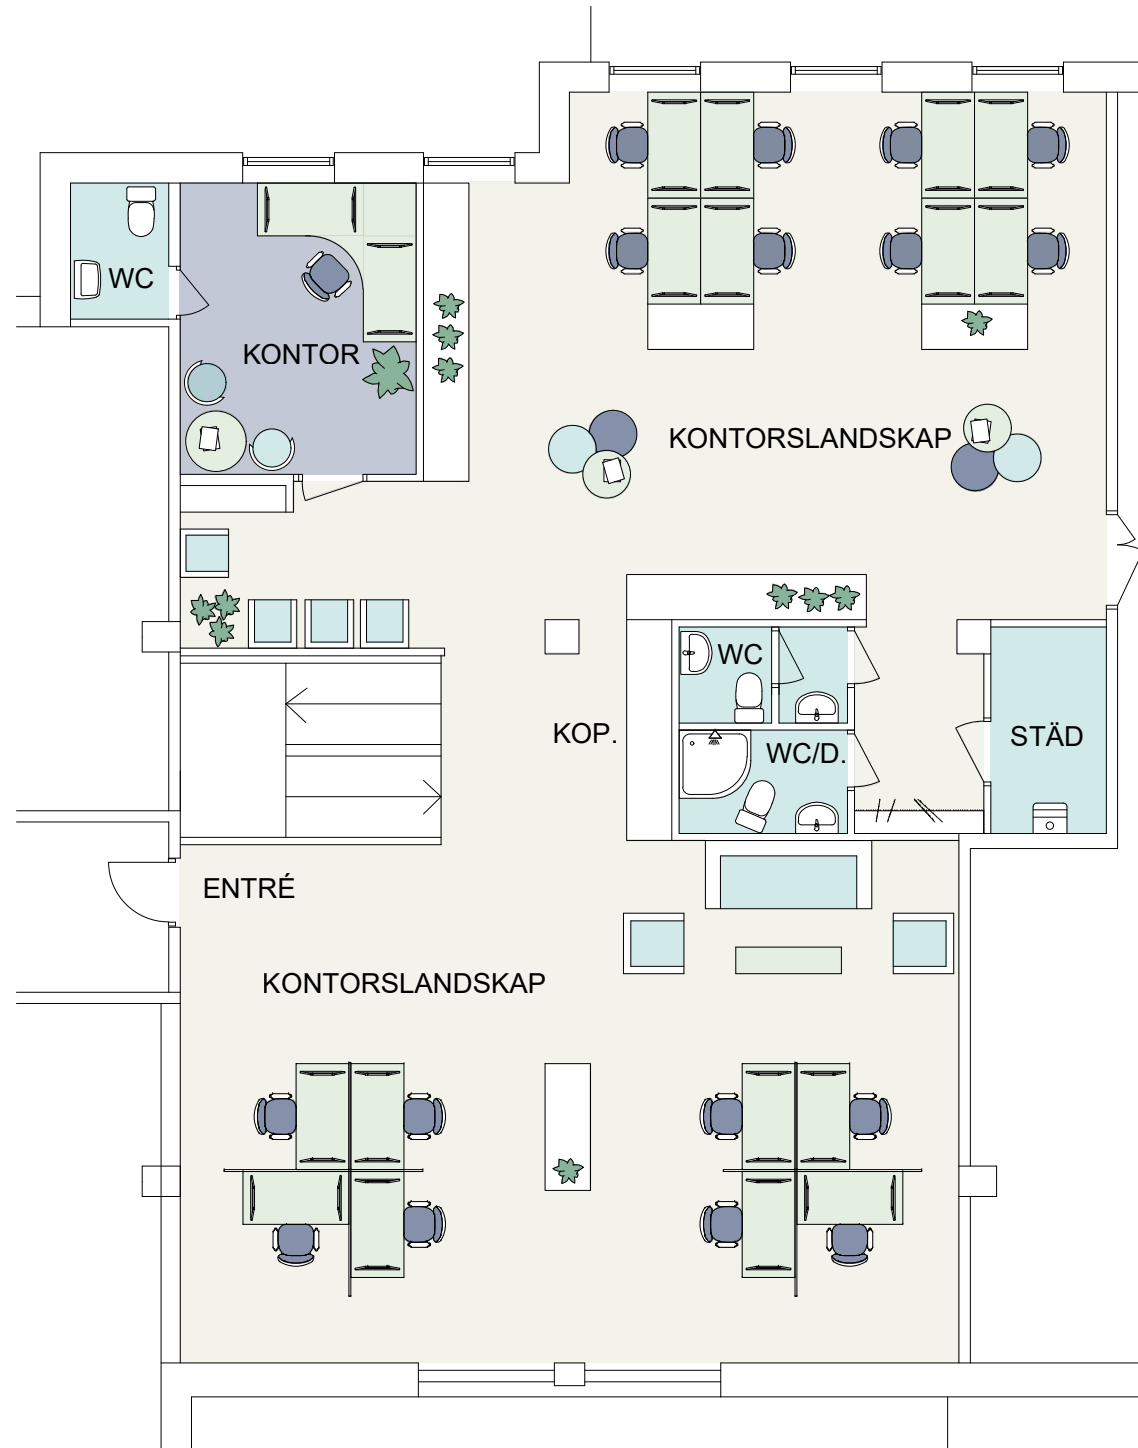 WC
KONTOR
KONTORSLANDSKAP
WC
KOP.
WC/D.
STÄD
ENTRÉ
KONTORSLANDSKAP